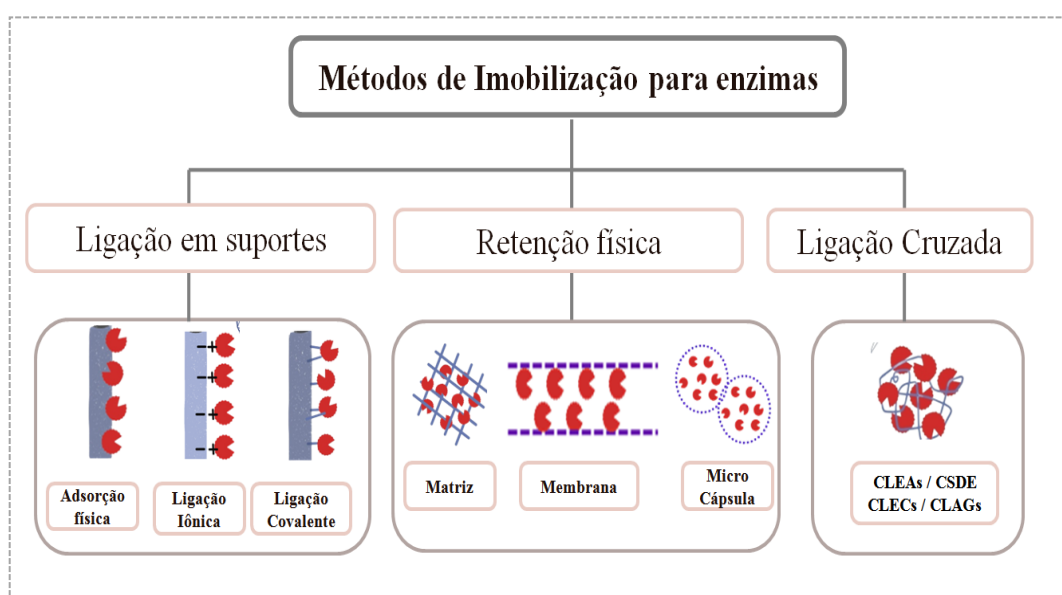 Métodos de Imobilização para enzimas
Ligação em suportes
Retenção física
Ligação Cruzada
Adsorção
física
Ligação
Iônica
Ligação
Covalente
Matriz
Membrana
Micro
Cápsula
CLEAs / CSDE
CLECs / CLAGs